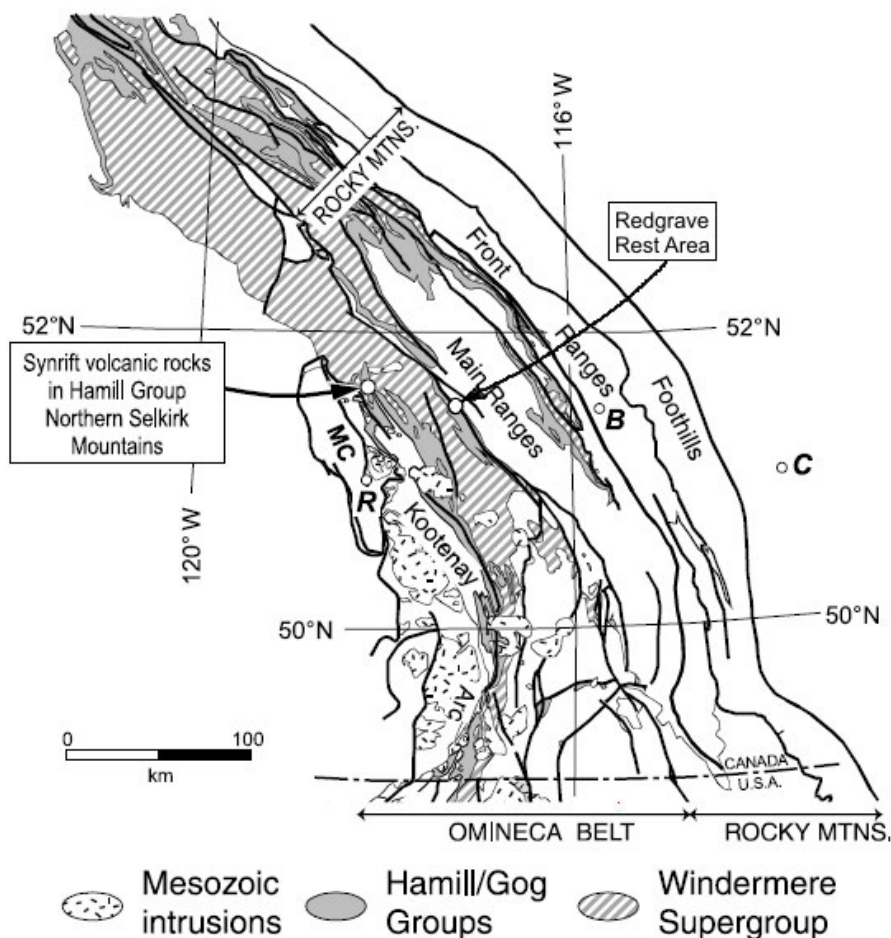 ROCKY MTNS.
116° W
Redgrave
Rest Area
Front
Ranges
52°N
52°N
Synrift volcanic rocks
in Hamill Group
Northern Selkirk
Mountains
Main Ranges
Foothills
B
C
MC
R
120° W
Kootenay
Arc
50°N
50°N
0 100
km
CANADA
U.S.A.
OMINECA BELT ROCKY MTNS.
Mesozoic
intrusions
Hamill/Gog
Groups
Windermere
Supergroup